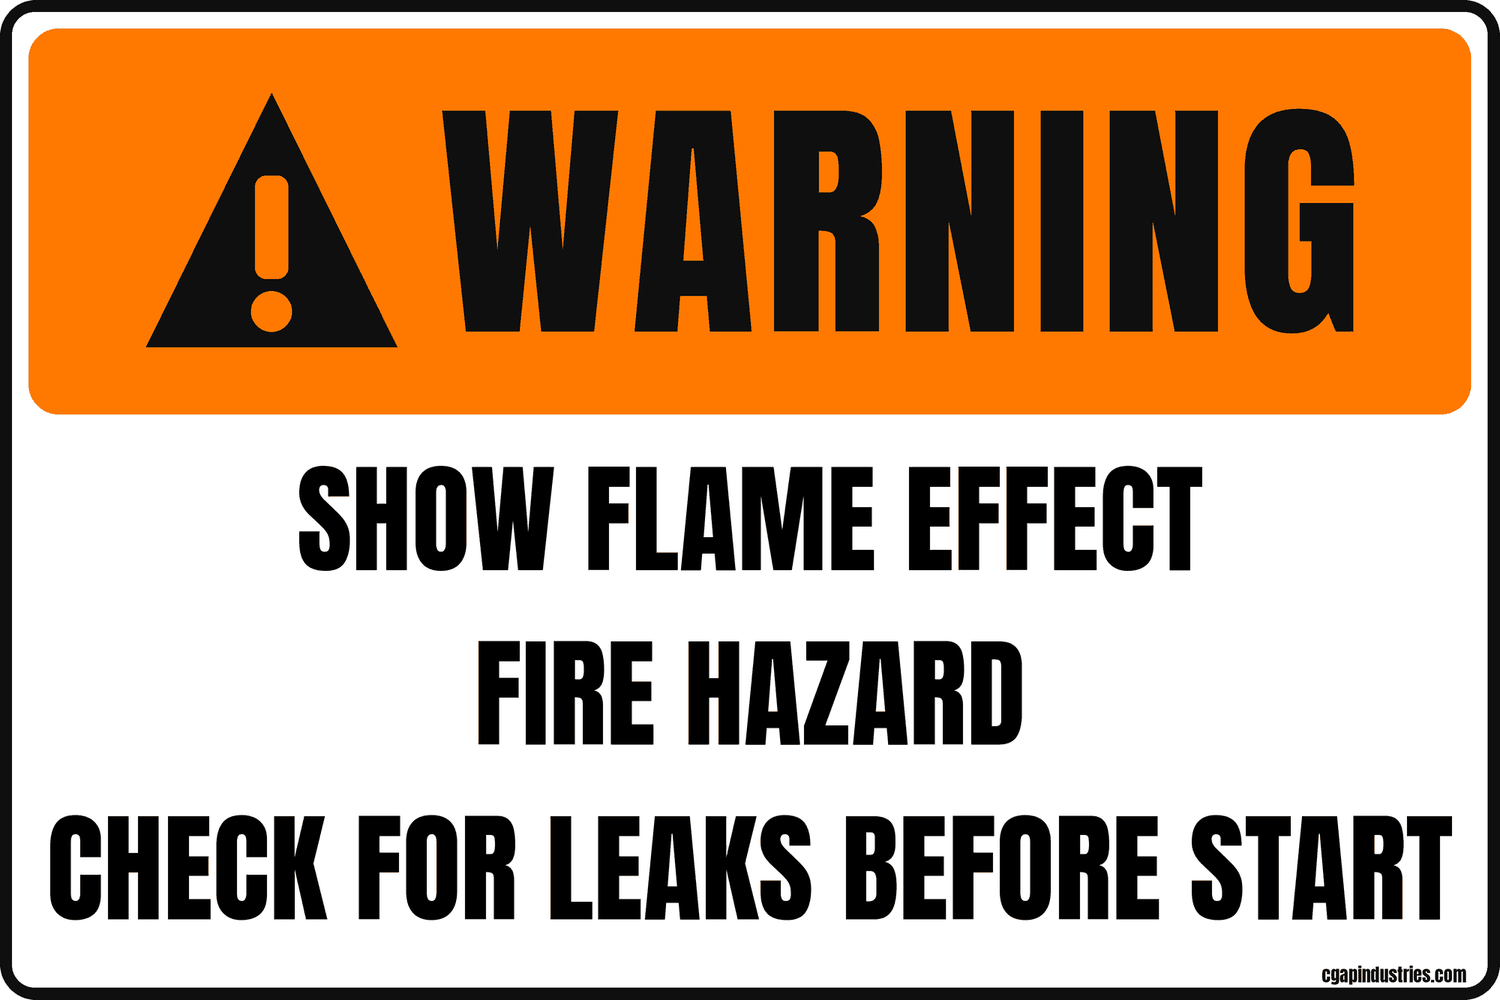 WARNING
SHOW FLAME EFFECT
FIRE HAZARD
CHECK FOR LEAKS BEFORE START
cgapindustries.com